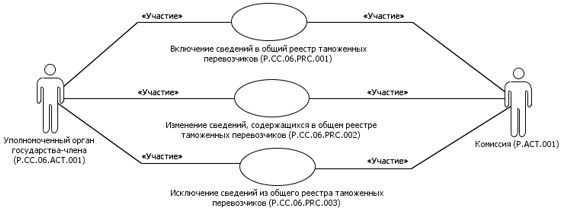 «Участие»
«Участие»
Включение сведений в общий реестр таможенных
перевозчиков (P.CC.06.PRC.001)
«Участие»
«Участие»
Изменение сведений, содержащихся в общем реестре
таможенных перевозчиков (P.CC.06.PRC.002)
Уполномоченный орган
государства-члена
(P.CC.06.ACT.001)
Комиссия (P.ACT.001)
«Участие»
«Участие»
Исключение сведений из общего реестра таможенных
перевозчиков (P.CC.06.PRC.003)